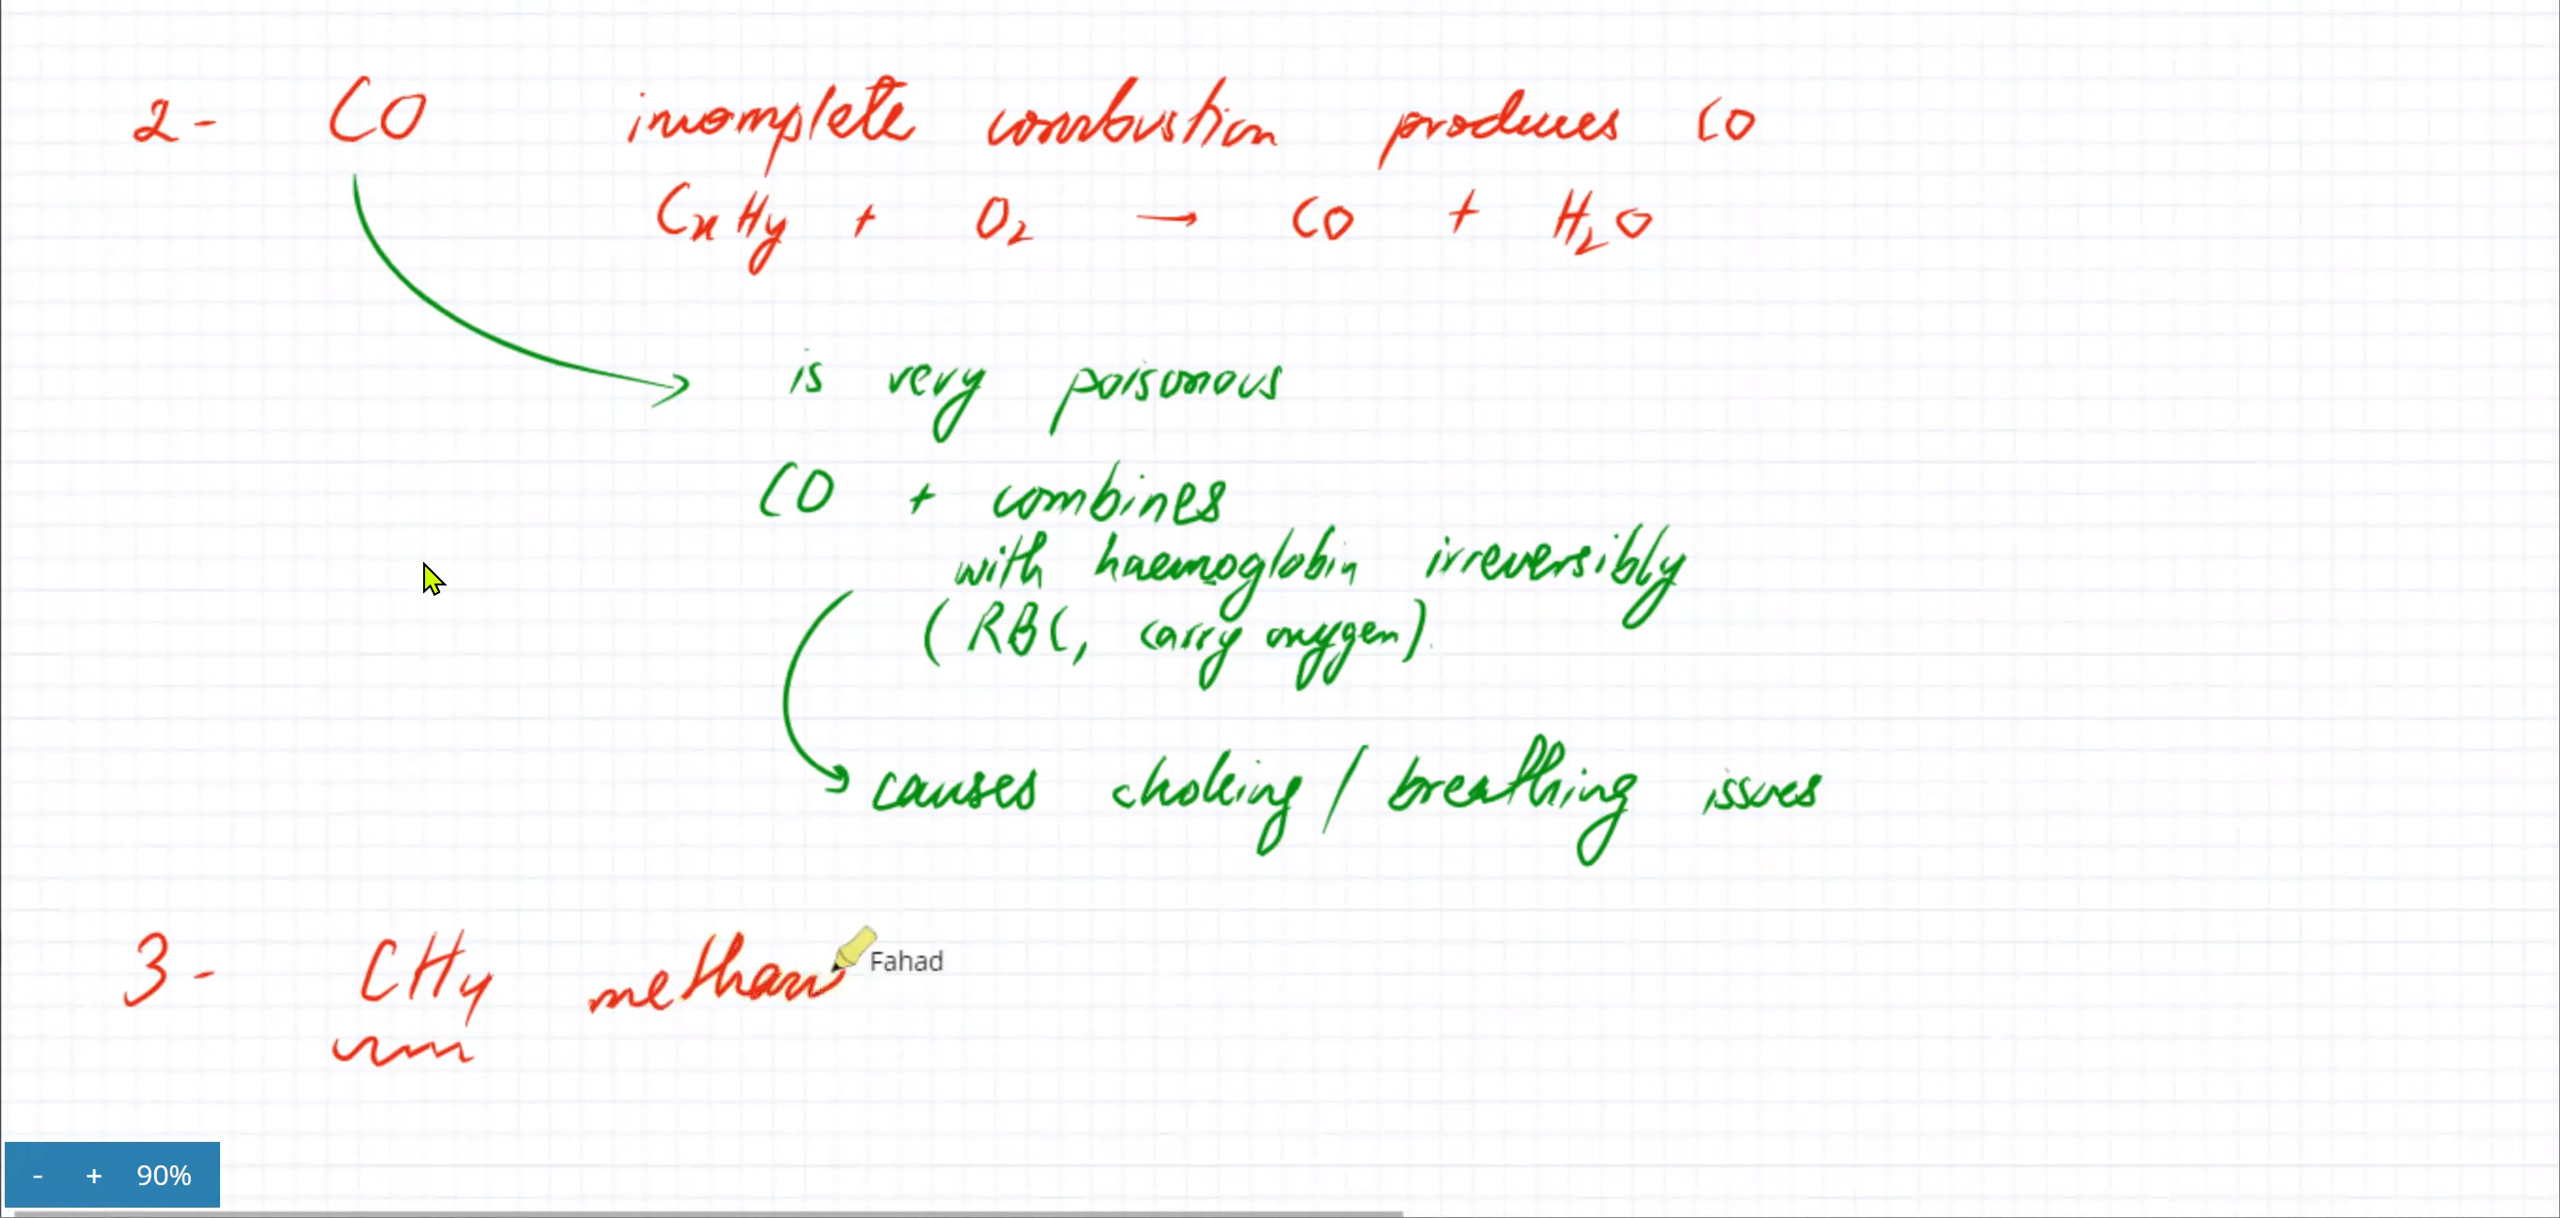 2- CO incomplete combustion produces CO
CxHy + O2 → CO + H2O
is very poisonous
CO + combines
with haemoglobin irreversibly
(RBC, carry oxygen).
causes choking / breathing issues
3- CH4 methan
Fahad
- + 90%